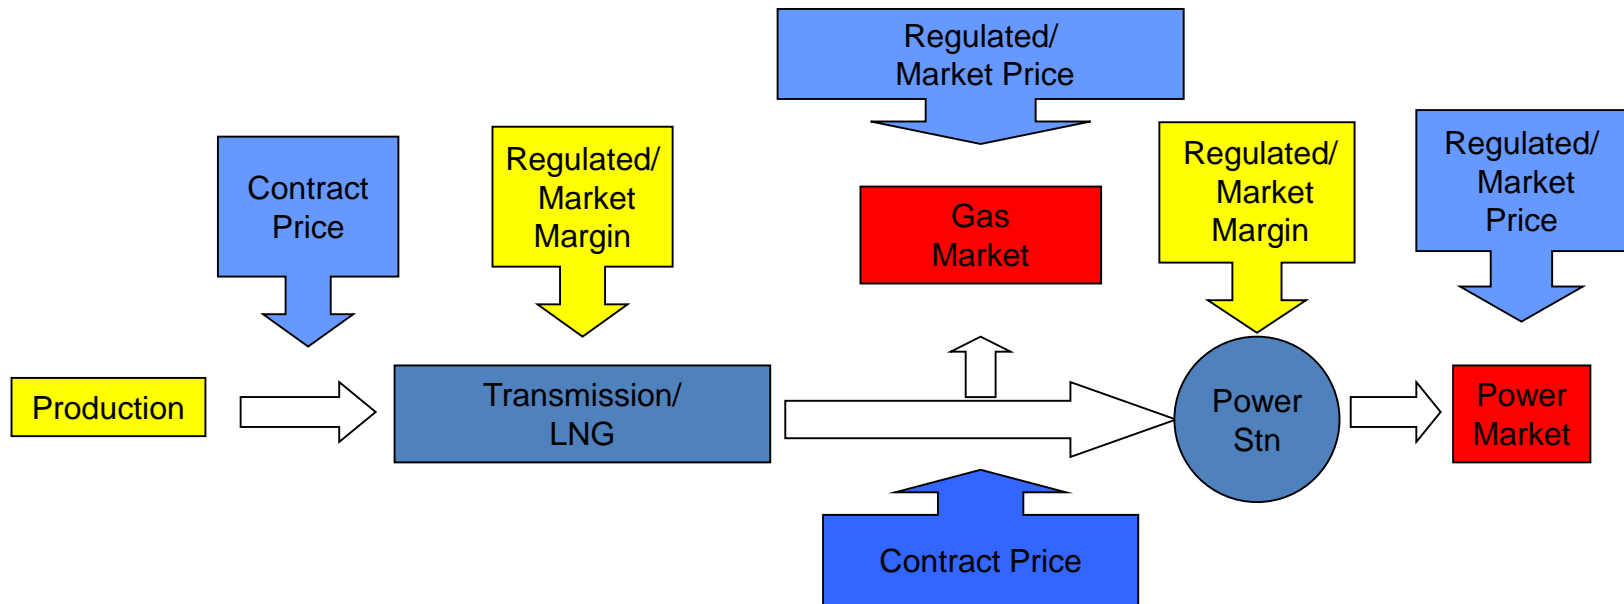 Regulated/
Market Price
Contract
Price
Regulated/
Market
Margin
Gas
Market
Regulated/
Market
Margin
Regulated/
Market
Price
Production
Transmission/
LNG
Power
Stn
Power
Market
Contract Price